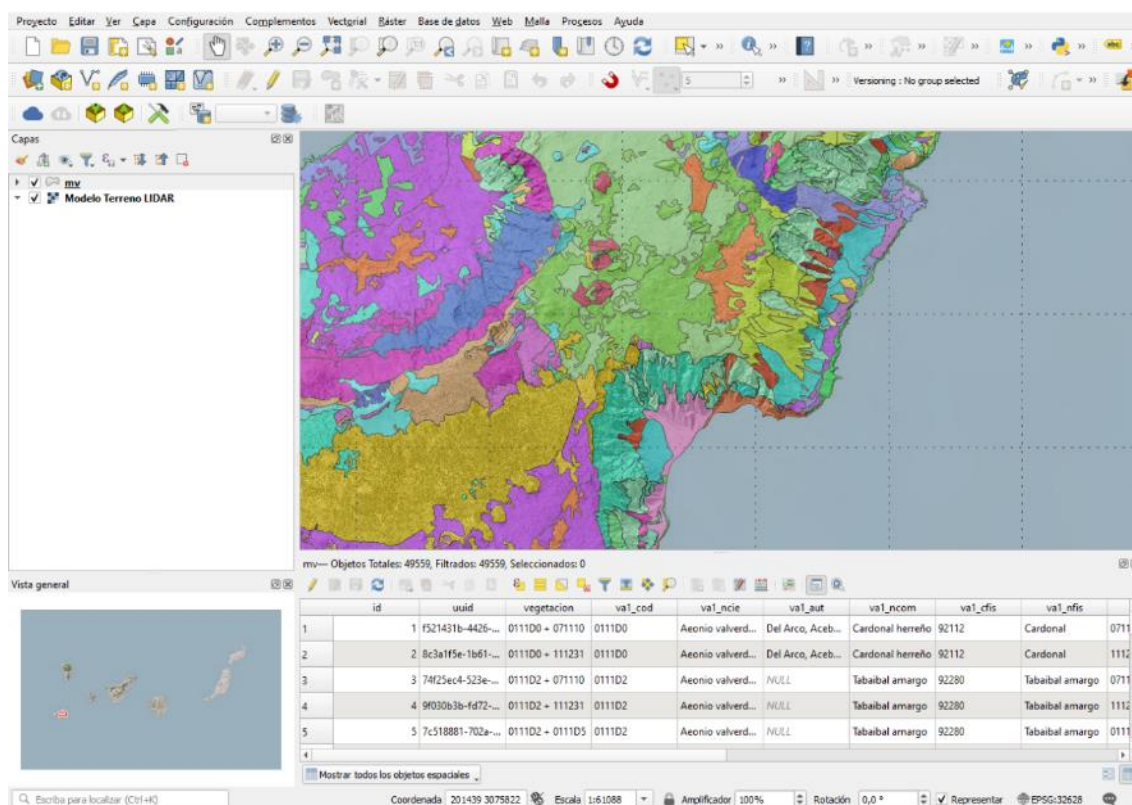 Proyecto Editar Ver Capa Configuración Complementos Vectorial Ráster Base de datos Web Malla Procesos Ayuda
5 Versioning : No group selected
Capas
mv
Modelo Terreno LIDAR
mv— Objetos Totales: 49559, Filtrados: 49559, Seleccionados: 0
Vista general
id uuid vegetacion va1_cod va1_ncie va1_aut va1_ncom va1_cfis va1_nfis
1 1 f521431b-4426-... 0111D0 + 071110 0111D0 Aeonio valverd... Del Arco, Aceb... Cardonal herreño 92112 Cardonal 0711
2 2 8c3a1f5e-1b61-... 0111D0 + 111231 0111D0 Aeonio valverd... Del Arco, Aceb... Cardonal herreño 92112 Cardonal 1112
3 3 74f25ec4-523e-... 0111D2 + 071110 0111D2 Aeonio valverd... NULL Tabaibal amargo 92280 Tabaibal amargo 0711
4 4 9f030b3b-fd72-... 0111D2 + 111231 0111D2 Aeonio valverd... NULL Tabaibal amargo 92280 Tabaibal amargo 1112
5 5 7c518881-702a-... 0111D2 + 0111D5 0111D2 Aeonio valverd... NULL Tabaibal amargo 92280 Tabaibal amargo 0111
Mostrar todos los objetos espaciales
Escriba para localizar (Ctrl+K) Coordenada 201439 3075822 Escala 1:61088 Amplificador 100% Rotación 0,0 ° Representar EPSG:32628